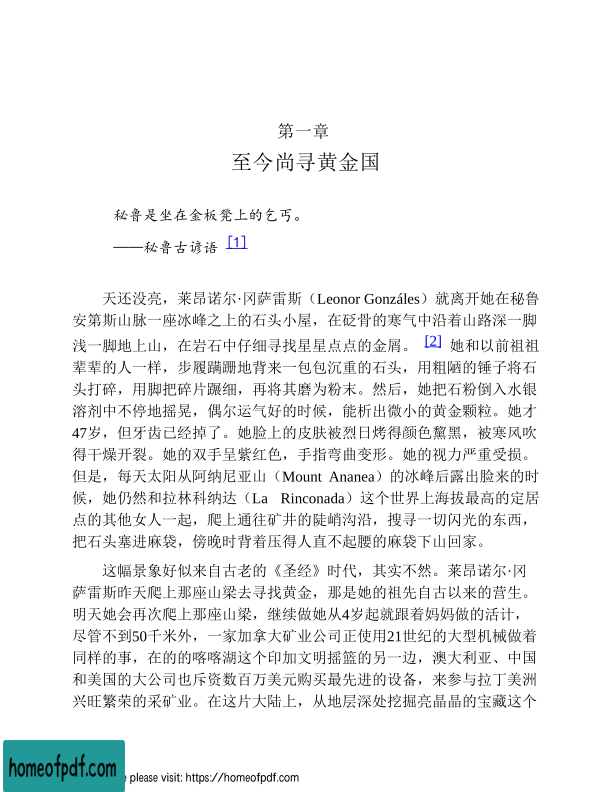 第一章
至今尚寻黄金国
秘鲁是坐在金板凳上的乞丐。
——秘鲁古谚语 [1]
天还没亮，莱昂诺尔·冈萨雷斯（Leonor Gonzáles）就离开她在秘鲁
安第斯山脉一座冰峰之上的石头小屋，在砭骨的寒气中沿着山路深一脚
浅一脚地上山，在岩石中仔细寻找星星点点的金屑。 [2] 她和以前祖祖
辈辈的人一样，步履蹒跚地背来一包包沉重的石头，用粗陋的锤子将石
头打碎，用脚把碎片蹍细，再将其磨为粉末。然后，她把石粉倒入水银
溶剂中不停地摇晃，偶尔运气好的时候，能析出微小的黄金颗粒。她才
47岁，但牙齿已经掉了。她脸上的皮肤被烈日烤得颜色黧黑，被寒风吹
得干燥开裂。她的双手呈紫红色，手指弯曲变形。她的视力严重受损。
但是，每天太阳从阿纳尼亚山（Mount Ananea）的冰峰后露出脸来的时
候，她仍然和拉林科纳达（La Rinconada）这个世界上海拔最高的定居
点的其他女人一起，爬上通往矿井的陡峭沟沿，搜寻一切闪光的东西，
把石头塞进麻袋，傍晚时背着压得人直不起腰的麻袋下山回家。
这幅景象好似来自古老的《圣经》时代，其实不然。莱昂诺尔·冈
萨雷斯昨天爬上那座山梁去寻找黄金，那是她的祖先自古以来的营生。
明天她会再次爬上那座山梁，继续做她从4岁起就跟着妈妈做的活计，
尽管不到50千米外，一家加拿大矿业公司正使用21世纪的大型机械做着
同样的事，在的的喀喀湖这个印加文明摇篮的另一边，澳大利亚、中国
和美国的大公司也斥资数百万美元购买最先进的设备，来参与拉丁美洲
兴旺繁荣的采矿业。在这片大陆上，从地层深处挖掘亮晶晶的宝藏这个
homeofpdf.com
e please visit: https://homeofpdf.com